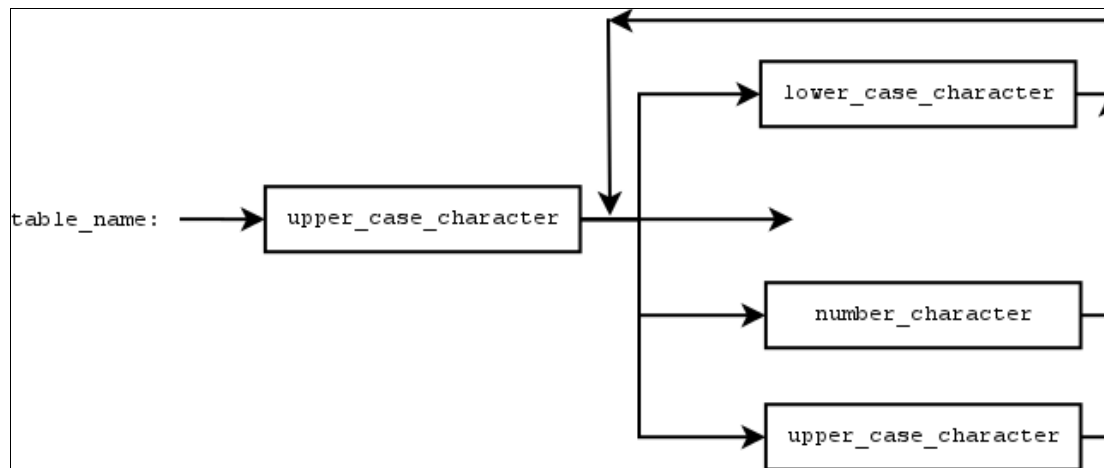 lower_case_character
table_name:
upper_case_character
number_character
upper_case_character